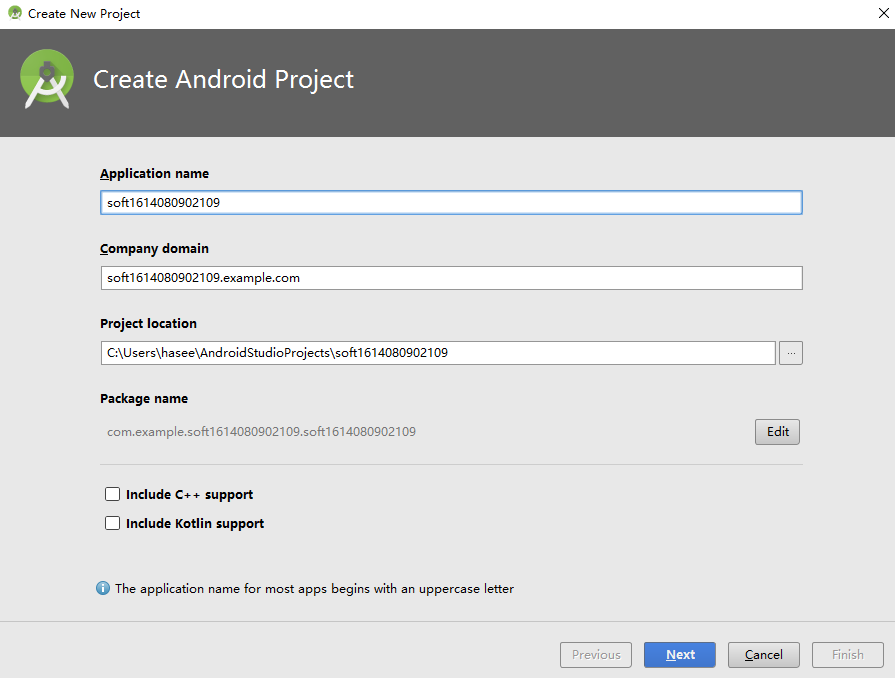 Create New Project
Create Android Project
Application name
soft1614080902109
Company domain
soft1614080902109.example.com
Project location
C:\Users\hasee\AndroidStudioProjects\soft1614080902109
...
Package name
com.example.soft1614080902109.soft1614080902109
Edit
Include C++ support
Include Kotlin support
The application name for most apps begins with an uppercase letter
Previous Next Cancel Finish